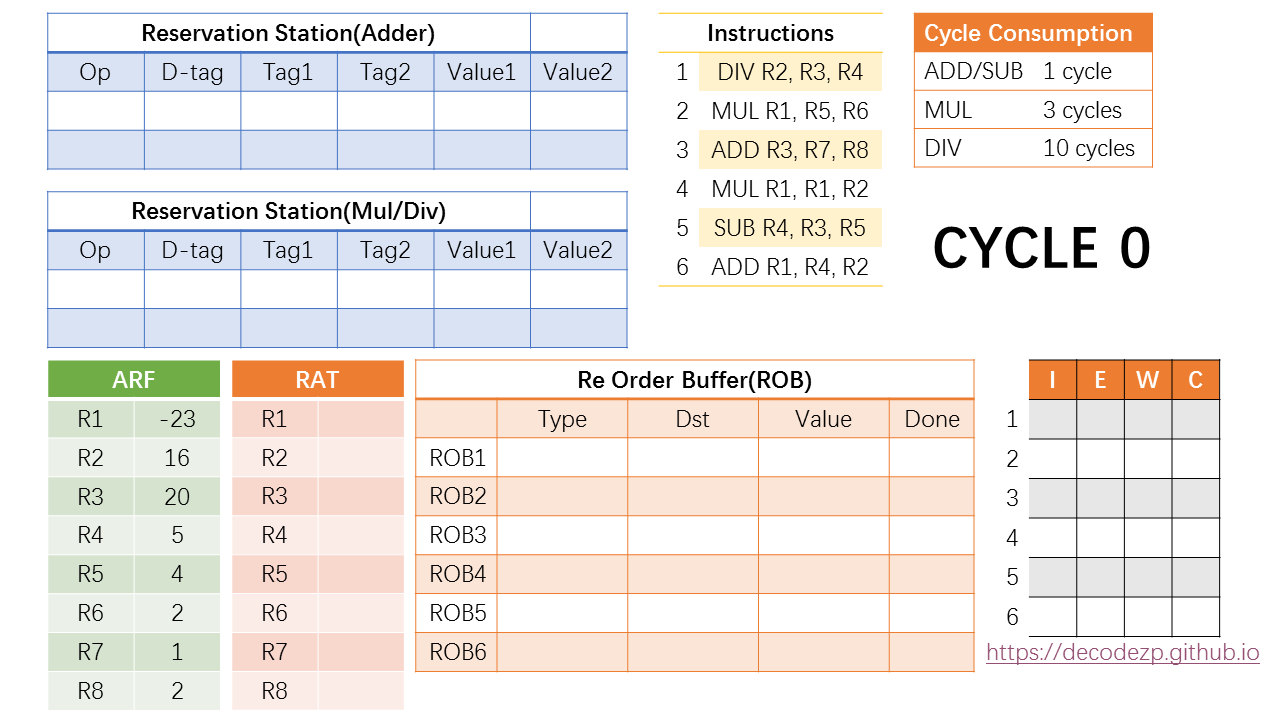 Reservation Station(Adder)
Op D-tag Tag1 Tag2 Value1 Value2
Reservation Station(Mul/Div)
Op D-tag Tag1 Tag2 Value1 Value2
Instructions
1 DIV R2, R3, R4
2 MUL R1, R5, R6
3 ADD R3, R7, R8
4 MUL R1, R1, R2
5 SUB R4, R3, R5
6 ADD R1, R4, R2
Cycle Consumption
ADD/SUB 1 cycle
MUL 3 cycles
DIV 10 cycles
CYCLE 0
ARF
R1 -23
R2 16
R3 20
R4 5
R5 4
R6 2
R7 1
R8 2
RAT
R1
R2
R3
R4
R5
R6
R7
R8
Re Order Buffer(ROB)
Type Dst Value Done
ROB1
ROB2
ROB3
ROB4
ROB5
ROB6
I E W C
1
2
3
4
5
6
https://decodezp.github.io